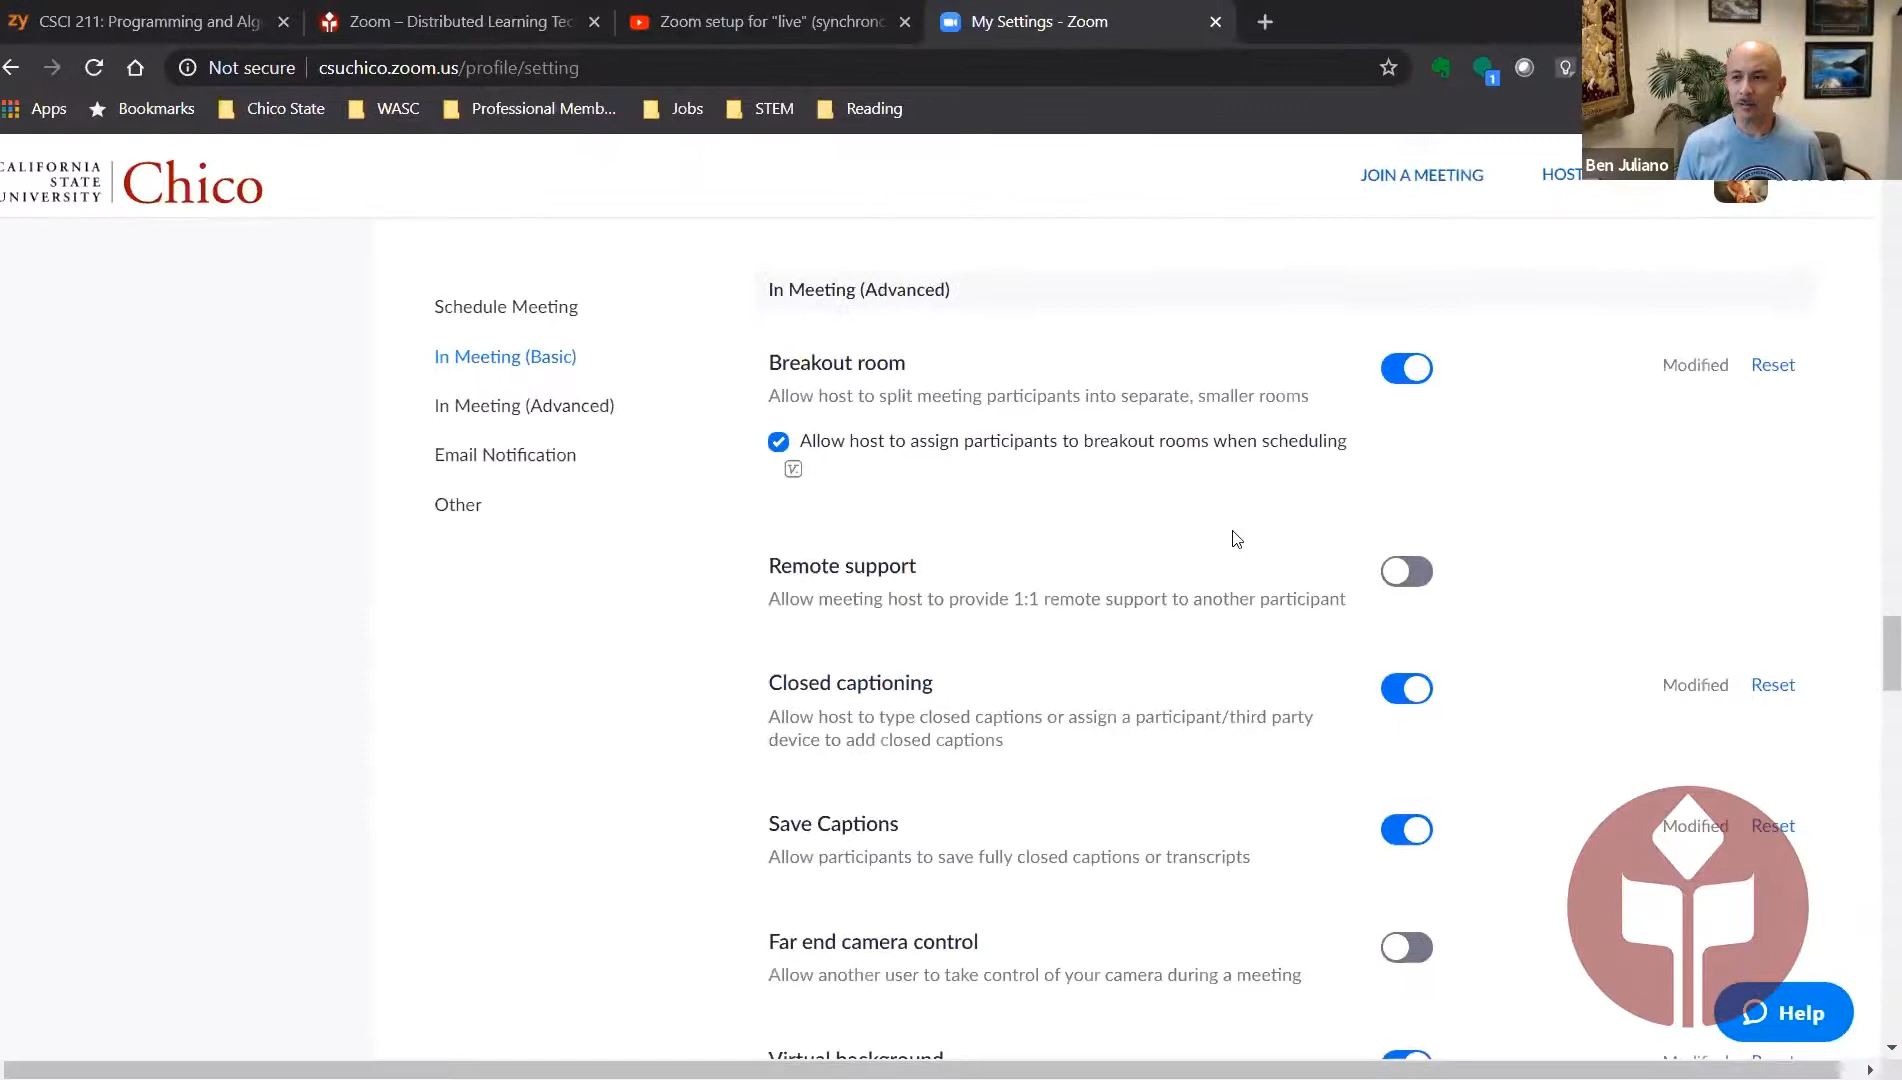 zy CSCI 211: Programming and Alg
Zoom – Distributed Learning Tec
Zoom setup for "live" (synchron
My Settings - Zoom
Not secure
csuchico.zoom.us/profile/setting
1
Apps
Bookmarks
Chico State
WASC
Professional Memb...
Jobs
STEM
Reading
Ben Juliano
CALIFORNIA
STATE
UNIVERSITY
Chico
JOIN A MEETING
HOST
Schedule Meeting
In Meeting (Basic)
In Meeting (Advanced)
Email Notification
Other
In Meeting (Advanced)
Breakout room
Modified Reset
Allow host to split meeting participants into separate, smaller rooms
Allow host to assign participants to breakout rooms when scheduling
Remote support
Allow meeting host to provide 1:1 remote support to another participant
Closed captioning
Modified Reset
Allow host to type closed captions or assign a participant/third party
device to add closed captions
Save Captions
Modified Reset
Allow participants to save fully closed captions or transcripts
Far end camera control
Allow another user to take control of your camera during a meeting
Help
Virtual background
Modified Reset